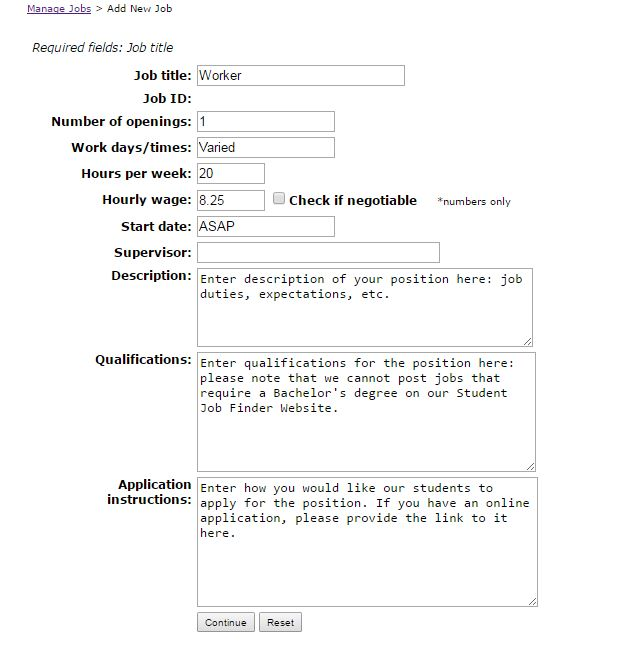 Manage Jobs > Add New Job
Required fields: Job title
Job title: Worker
Job ID:
Number of openings: 1
Work days/times: Varied
Hours per week: 20
Hourly wage: 8.25 Check if negotiable *numbers only
Start date: ASAP
Supervisor:
Description: Enter description of your position here: job
duties, expectations, etc.
Qualifications: Enter qualifications for the position here:
please note that we cannot post jobs that
require a Bachelor's degree on our Student
Job Finder Website.
Application
instructions:
Enter how you would like our students to
apply for the position. If you have an online
application, please provide the link to it
here.
Continue Reset